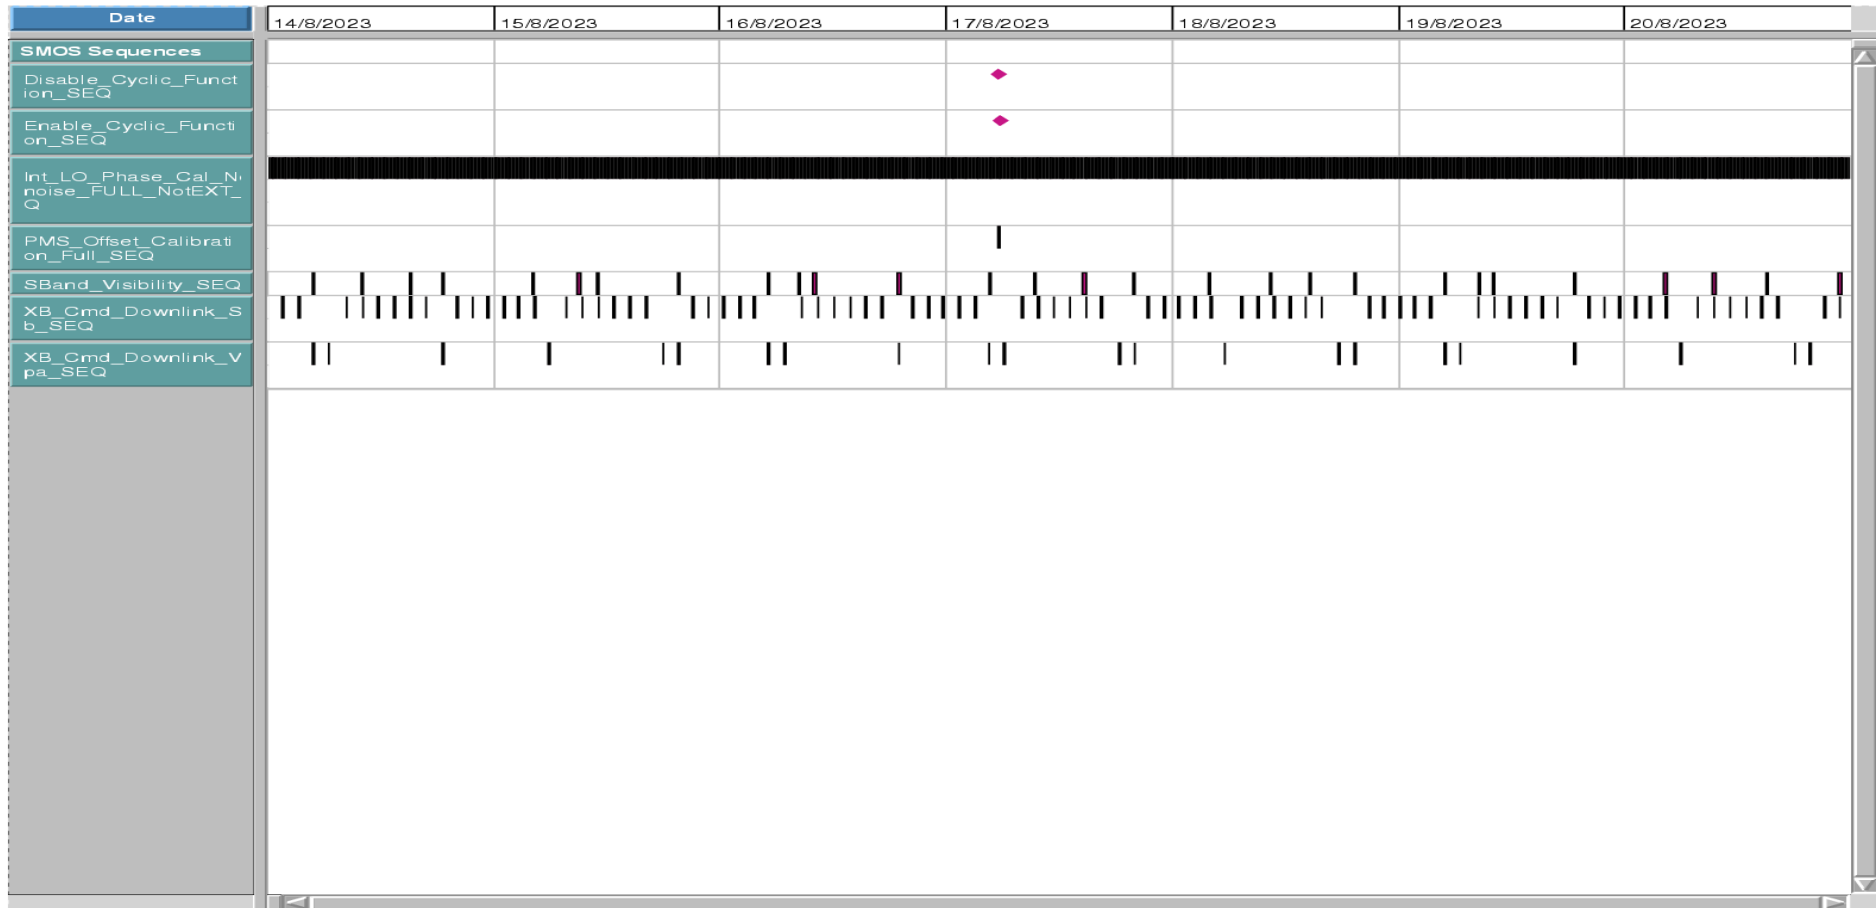 Date
14/8/2023 15/8/2023 16/8/2023 17/8/2023 18/8/2023 19/8/2023 20/8/2023
SMOS Sequences
Disable_Cyclic_Funct
ion_SEQ
Enable_Cyclic_Functi
on_SEQ
Int_LO_Phase_Cal_N
noise_FULL_NotEXT_
Q
PMS_Offset_Calibrati
on_Full_SEQ
SBand_Visibility_SEQ
XB_Cmd_Downlink_S
b_SEQ
XB_Cmd_Downlink_V
pa_SEQ